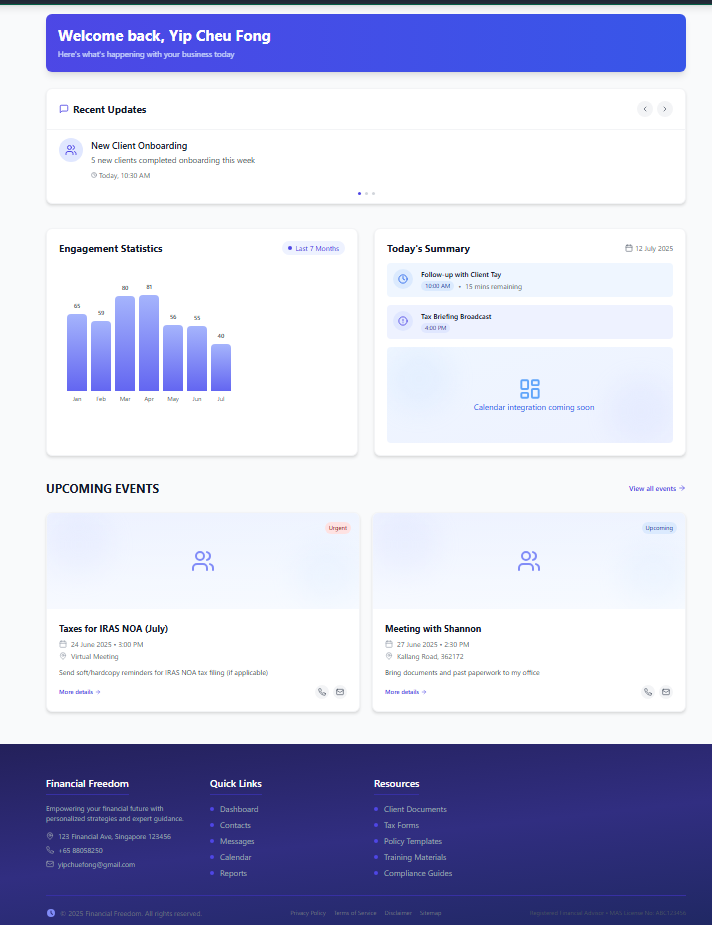 Welcome back, Yip Cheu Fong
Here's what's happening with your business today
Recent Updates
New Client Onboarding
5 new clients completed onboarding this week
Today, 10:30 AM
Engagement Statistics
Last 7 Months
65
59
80
81
56
55
40
Jan
Feb
Mar
Apr
May
Jun
Jul
Today's Summary
12 July 2025
Follow-up with Client Tay
10:00 AM • 15 mins remaining
Tax Briefing Broadcast
4:00 PM
Calendar integration coming soon
UPCOMING EVENTS
View all events →
Urgent
Taxes for IRAS NOA (July)
24 June 2025 • 3:00 PM
Virtual Meeting
Send soft/hardcopy reminders for IRAS NOA tax filing (if applicable)
More details →
Upcoming
Meeting with Shannon
27 June 2025 • 2:30 PM
Kallang Road, 362172
Bring documents and past paperwork to my office
More details →
Financial Freedom
Empowering your financial future with
personalized strategies and expert guidance.
123 Financial Ave, Singapore 123456
+65 88058250
yipchuefong@gmail.com
Quick Links
Dashboard
Contacts
Messages
Calendar
Reports
Resources
Client Documents
Tax Forms
Policy Templates
Training Materials
Compliance Guides
© 2025 Financial Freedom. All rights reserved.
Privacy Policy
Terms of Service
Disclaimer
Sitemap
Registered Financial Advisor • MAS License No.